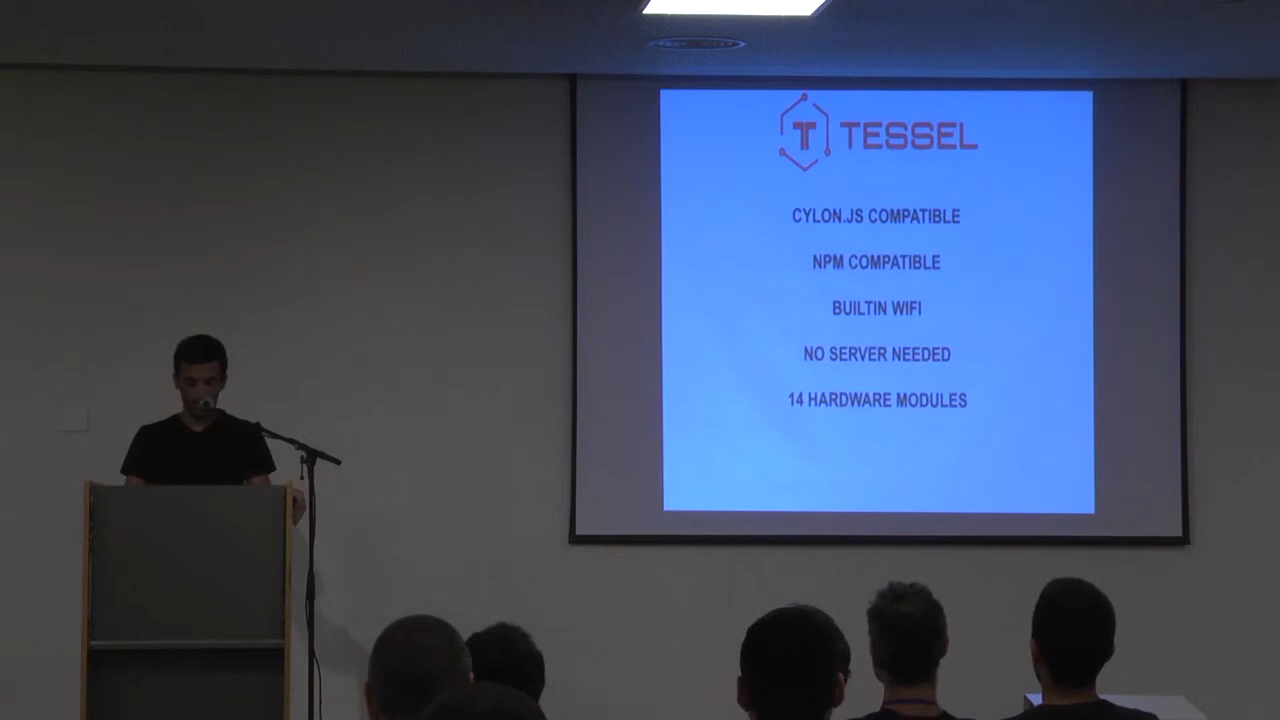 T TESSEL
CYLON.JS COMPATIBLE
NPM COMPATIBLE
BUILTIN WIFI
NO SERVER NEEDED
14 HARDWARE MODULES